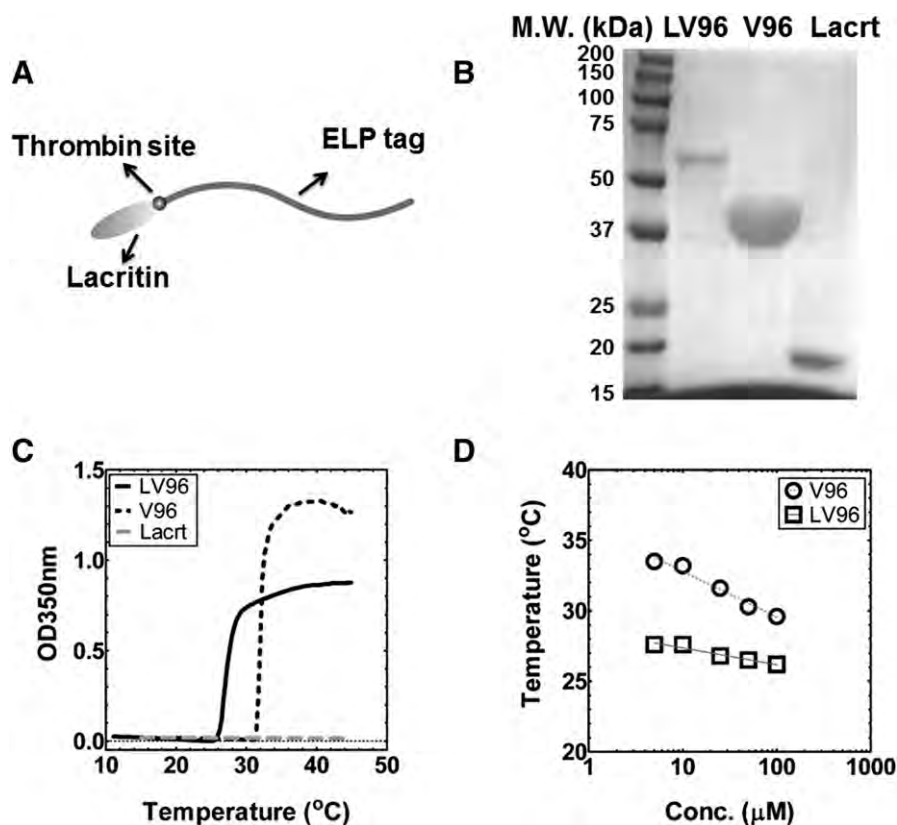 A
Thrombin site
ELP tag
Lacritin
B
M.W. (kDa) LV96 V96 Lacrt
200
150
100
75
50
37
25
20
15
C
1.5
1.0
0.5
0.0
OD350nm
LV96
V96
Lacrt
10 20 30 40 50
Temperature (°C)
D
40
35
30
25
20
Temperature (°C)
V96
LV96
1 10 100 1000
Conc. (μM)